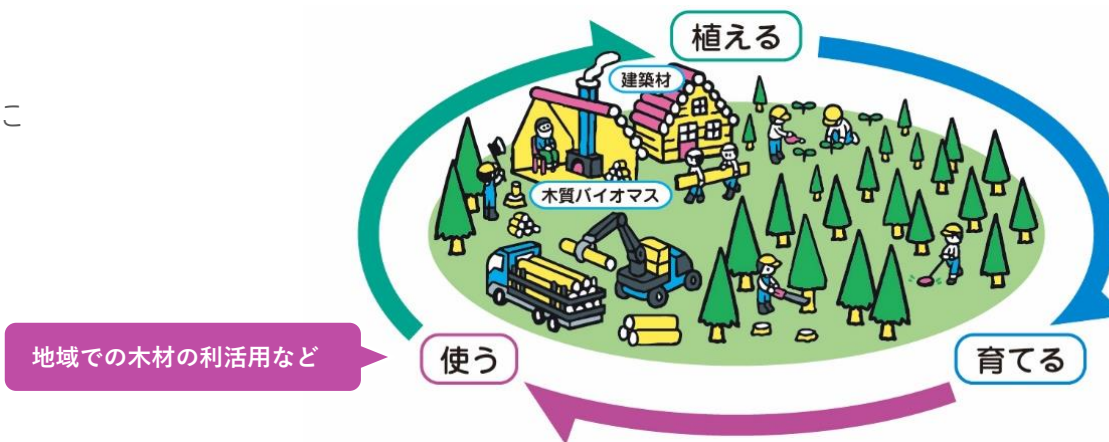 植える
建築材
こ
木質バイオマス
地域での木材の利活用など
使う
育てる